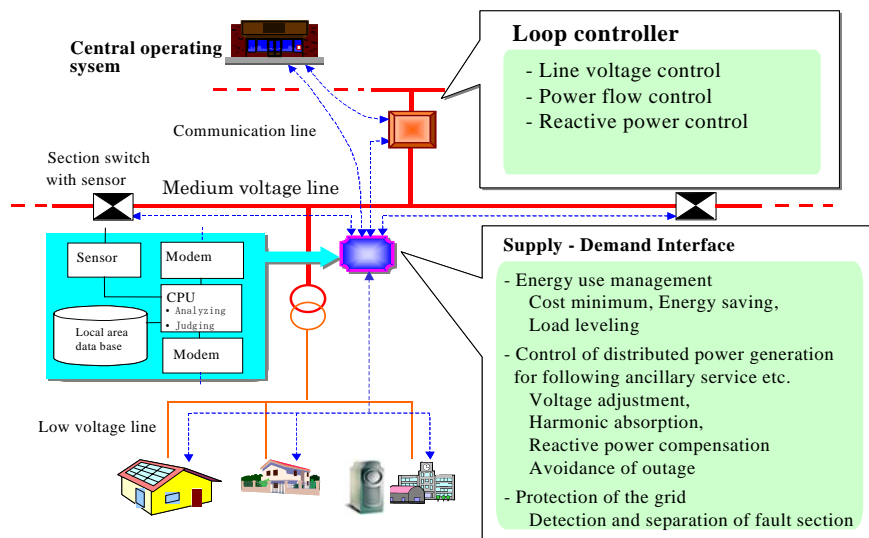 Central operating
sysem
Loop controller
- Line voltage control
- Power flow control
- Reactive power control
Communication line
Section switch
with sensor
Medium voltage line
Sensor
Modem
CPU
• Analyzing
• Judging
Local area
data base
Modem
Low voltage line
Supply - Demand Interface
- Energy use management
Cost minimum, Energy saving,
Load leveling
- Control of distributed power generation
for following ancillary service etc.
Voltage adjustment,
Harmonic absorption,
Reactive power compensation
Avoidance of outage
- Protection of the grid
Detection and separation of fault section